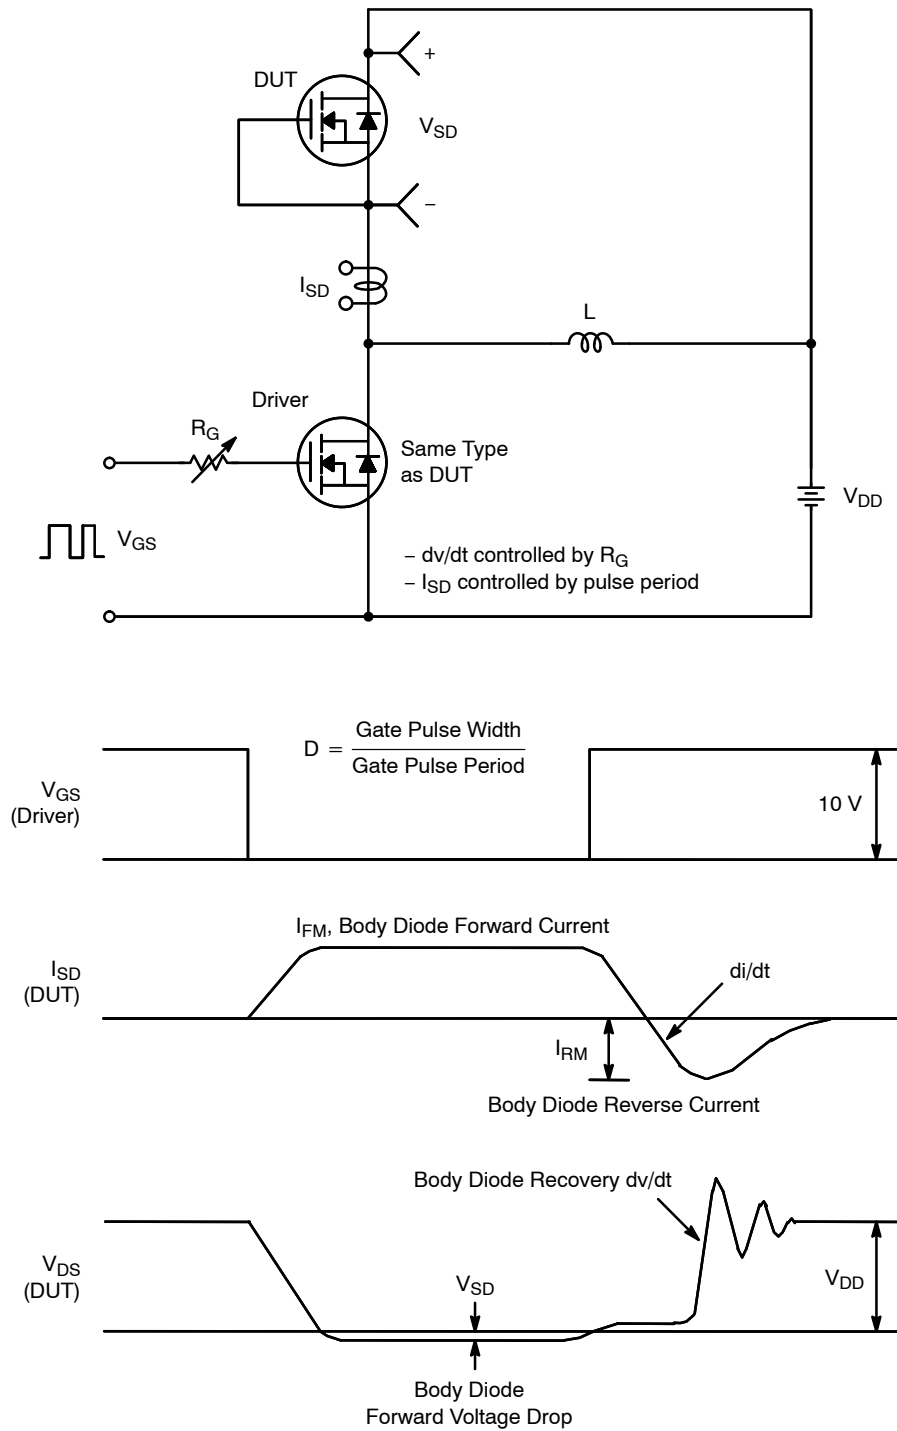 +
DUT
V_SD
−
I_SD
L
Driver
R_G
Same Type
as DUT
V_DD
V_GS
− dv/dt controlled by R_G
− I_SD controlled by pulse period
D = Gate Pulse Width
Gate Pulse Period
V_GS
(Driver)
10 V
I_FM, Body Diode Forward Current
I_SD
(DUT)
di/dt
I_RM
Body Diode Reverse Current
Body Diode Recovery dv/dt
V_DS
(DUT)
V_SD
V_DD
Body Diode
Forward Voltage Drop